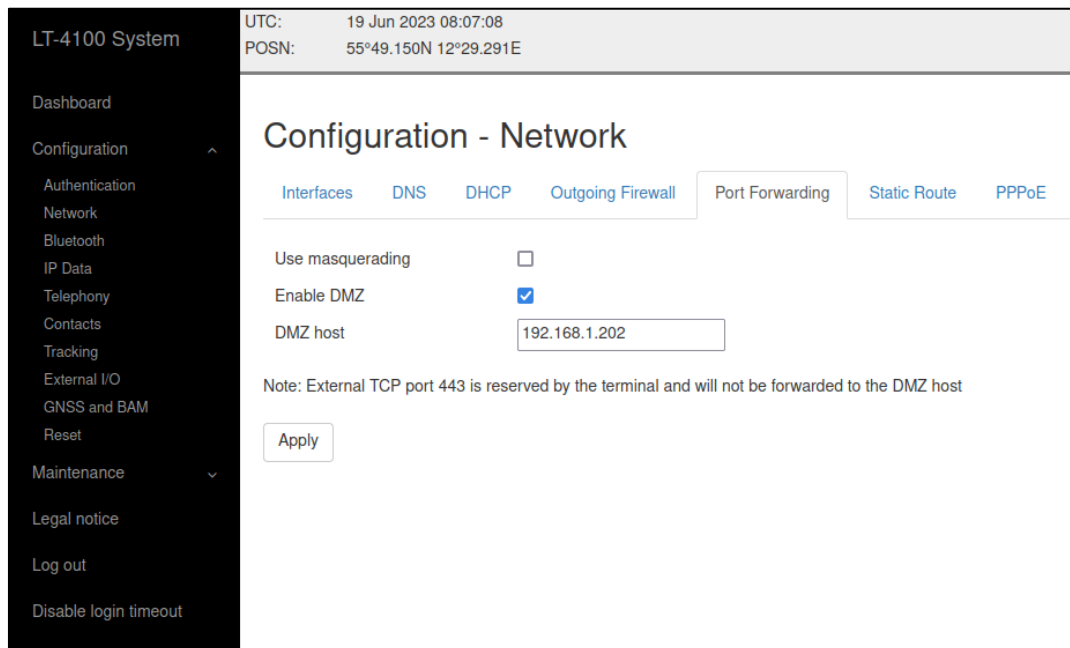 LT-4100 System
UTC: 19 Jun 2023 08:07:08
POSN: 55°49.150N 12°29.291E
Dashboard
Configuration
Authentication
Network
Bluetooth
IP Data
Telephony
Contacts
Tracking
External I/O
GNSS and BAM
Reset
Maintenance
Legal notice
Log out
Disable login timeout
Configuration - Network
Interfaces DNS DHCP Outgoing Firewall Port Forwarding Static Route PPPoE
Use masquerading
Enable DMZ
DMZ host 192.168.1.202
Note: External TCP port 443 is reserved by the terminal and will not be forwarded to the DMZ host
Apply